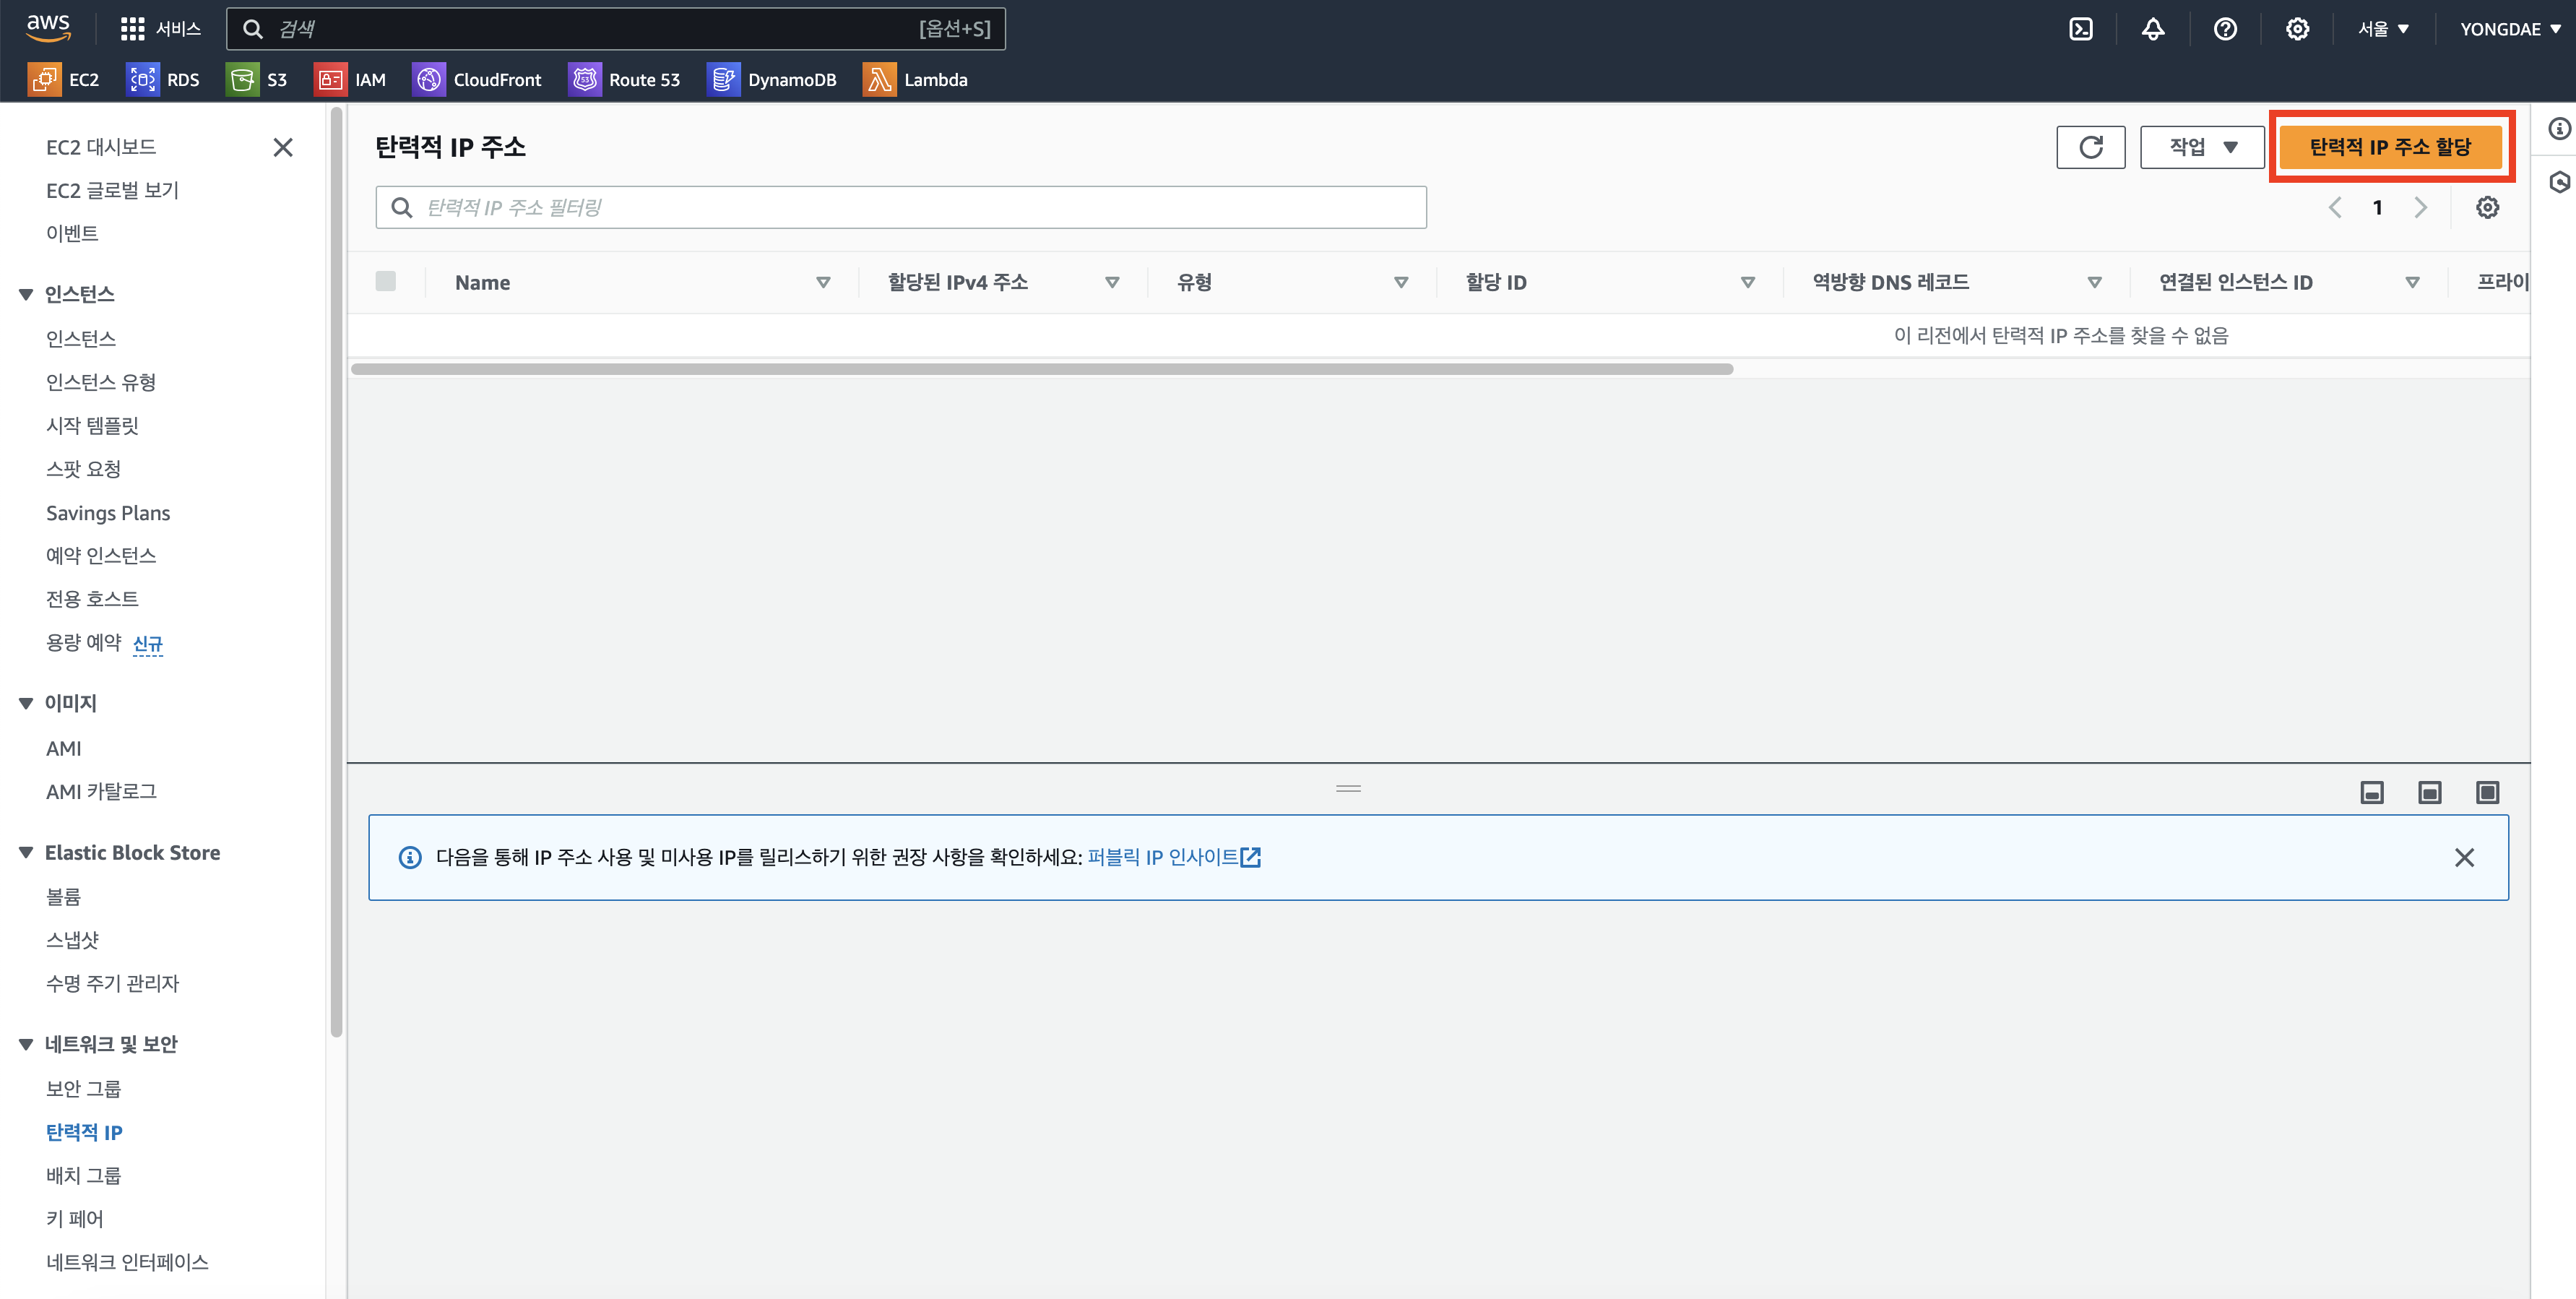 aws
서비스
검색
[옵션+S]
서울
YONGDAE
EC2
RDS
S3
IAM
CloudFront
Route 53
DynamoDB
Lambda
EC2 대시보드
EC2 글로벌 보기
이벤트
인스턴스
인스턴스
인스턴스 유형
시작 템플릿
스팟 요청
Savings Plans
예약 인스턴스
전용 호스트
용량 예약 신규
이미지
AMI
AMI 카탈로그
Elastic Block Store
볼륨
스냅샷
수명 주기 관리자
네트워크 및 보안
보안 그룹
탄력적 IP
배치 그룹
키 페어
네트워크 인터페이스
탄력적 IP 주소
작업
탄력적 IP 주소 할당
탄력적 IP 주소 필터링
1
Name
할당된 IPv4 주소
유형
할당 ID
역방향 DNS 레코드
연결된 인스턴스 ID
프라이
이 리전에서 탄력적 IP 주소를 찾을 수 없음
다음을 통해 IP 주소 사용 및 미사용 IP를 릴리스하기 위한 권장 사항을 확인하세요: 퍼블릭 IP 인사이트